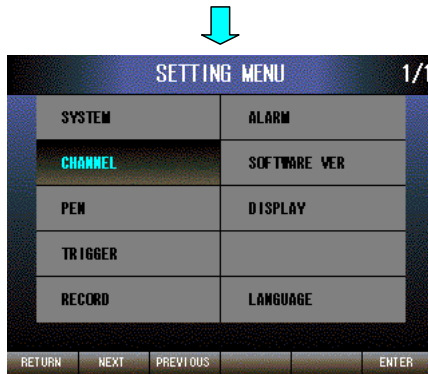 SETTING MENU 1/1
SYSTEM ALARM
CHANNEL SOFTWARE VER
PEN DISPLAY
TRIGGER
RECORD LANGUAGE
RETURN NEXT PREVIOUS ENTER